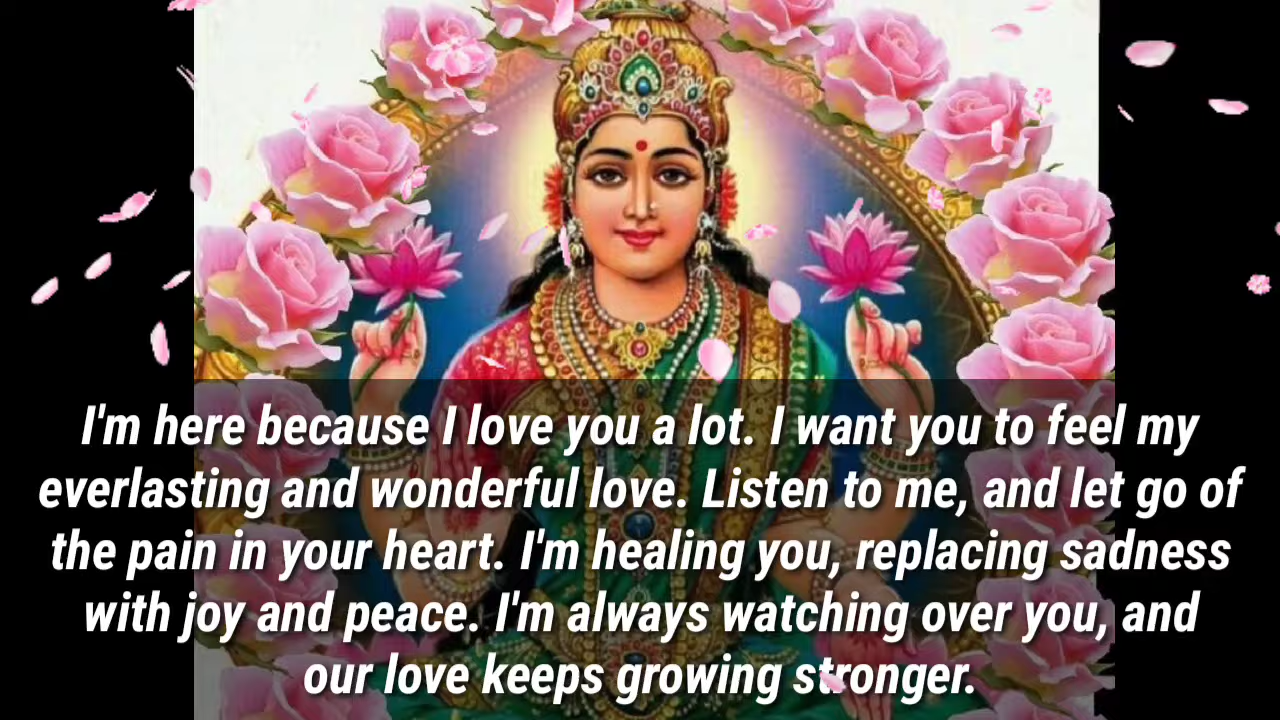 I'm here because I love you a lot. I want you to feel my
everlasting and wonderful love. Listen to me, and let go of
the pain in your heart. I'm healing you, replacing sadness
with joy and peace. I'm always watching over you, and
our love keeps growing stronger.